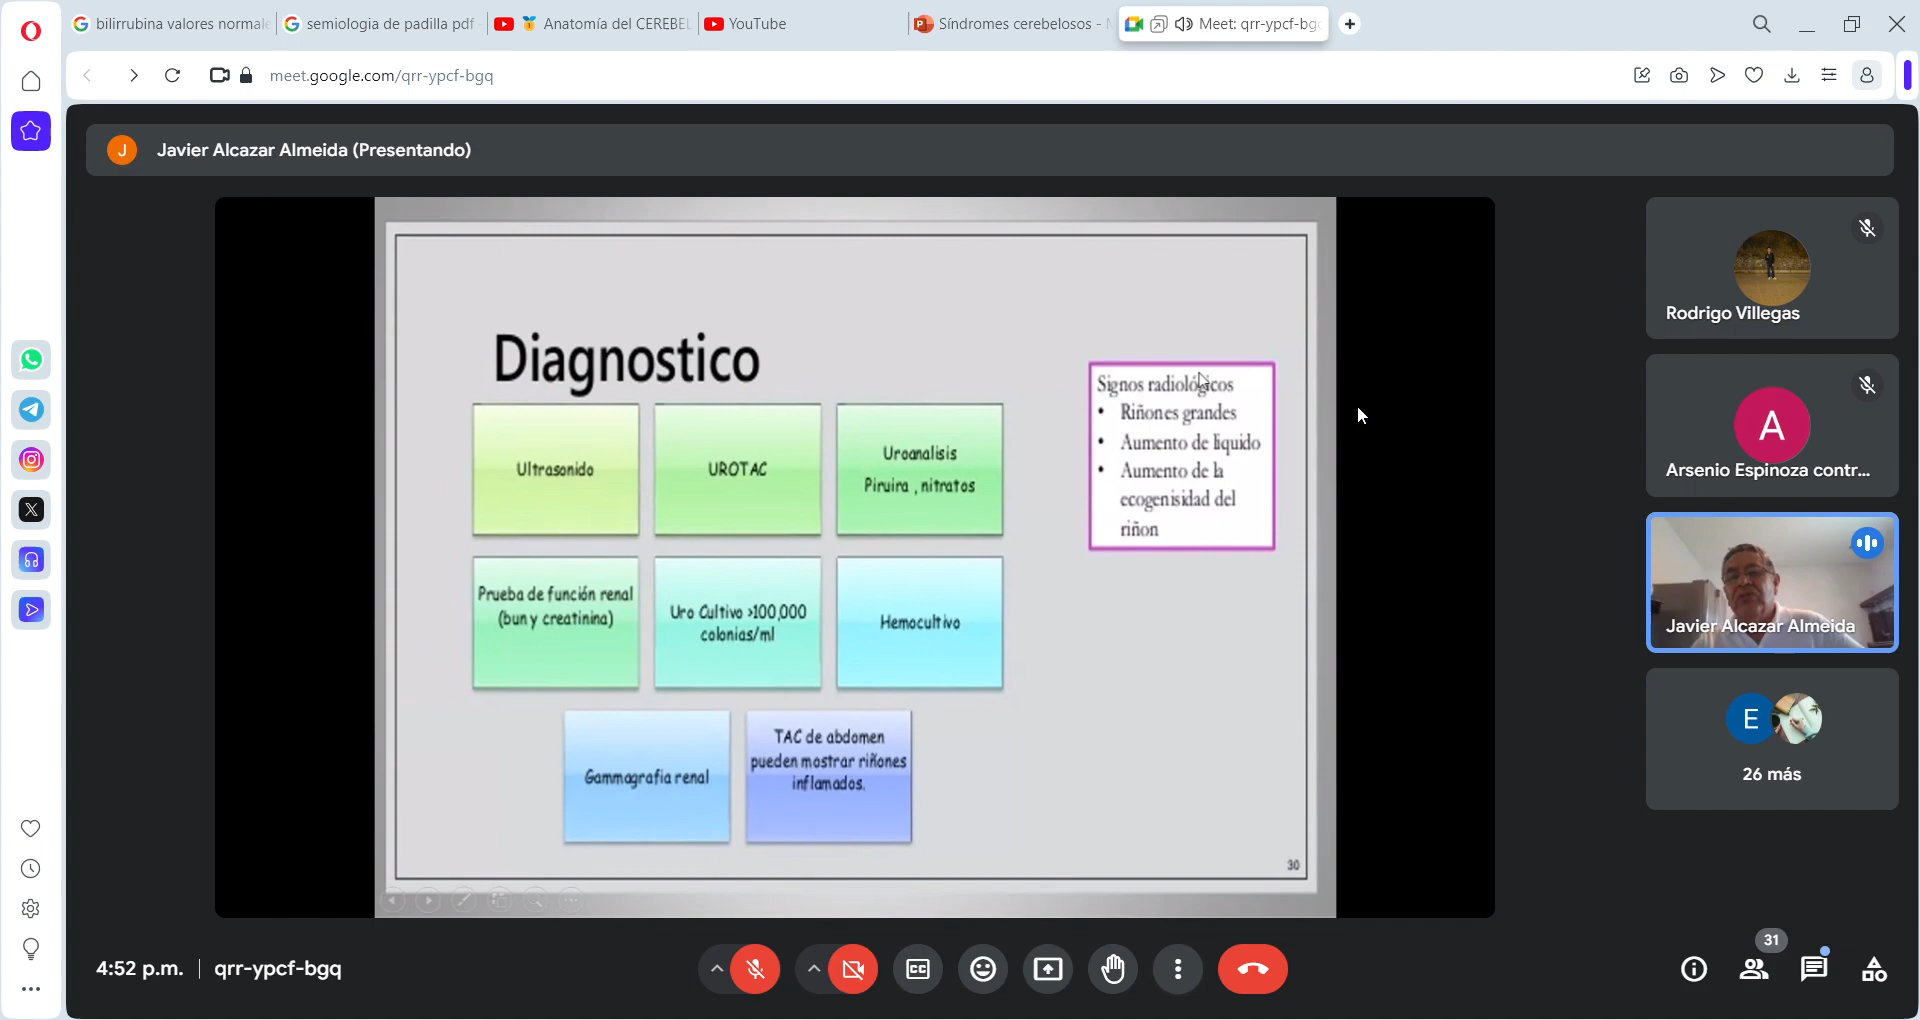 bilirrubina valores normale
semiologia de padilla pdf
Anatomía del CEREBEL
YouTube
Síndromes cerebelosos -
Meet: qrr-ypcf-bgq
meet.google.com/qrr-ypcf-bgq
J
Javier Alcazar Almeida (Presentando)
Diagnostico
Ultrasonido
UROTAC
Uroanalisis
Piruira , nitratos
Prueba de función renal
(bun y creatinina)
Uro Cultivo >100,000
colonias/ml
Hemocultivo
Gammagrafia renal
TAC de abdomen
pueden mostrar riñones
inflamados.
Signos radiológicos
• Riñones grandes
• Aumento de liquido
• Aumento de la
ecogenisidad del
riñon
30
Rodrigo Villegas
A
Arsenio Espinoza contr...
Javier Alcazar Almeida
E
26 más
4:52 p.m.
qrr-ypcf-bgq
31